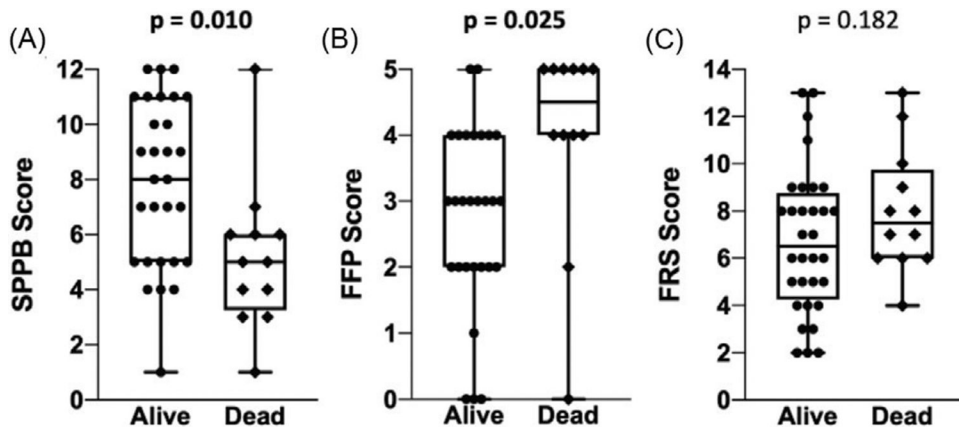 (A)
p = 0.010
SPPB Score
12
10
8
6
4
2
0
Alive Dead
(B)
p = 0.025
FFP Score
5
4
3
2
1
0
Alive Dead
(C)
p = 0.182
FRS Score
14
12
10
8
6
4
2
0
Alive Dead